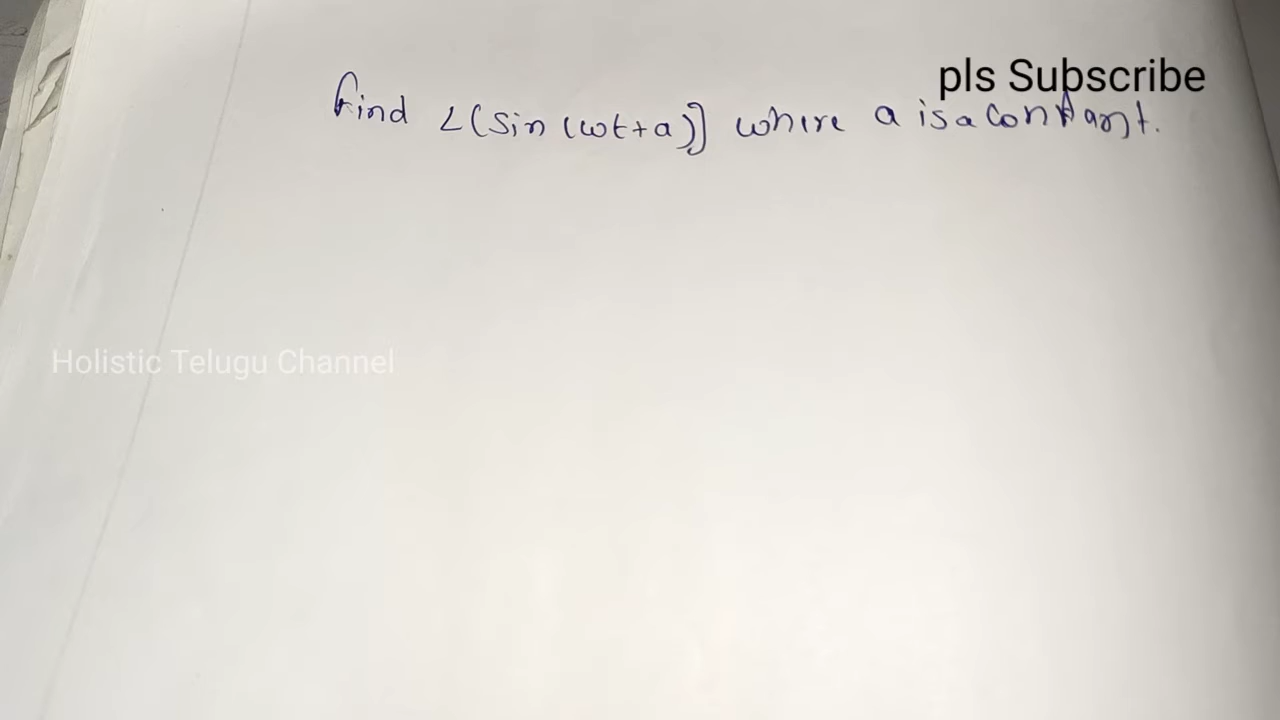 pls Subscribe
find L(sin(ωt+a)] where a is a constant.
Holistic Telugu Channel